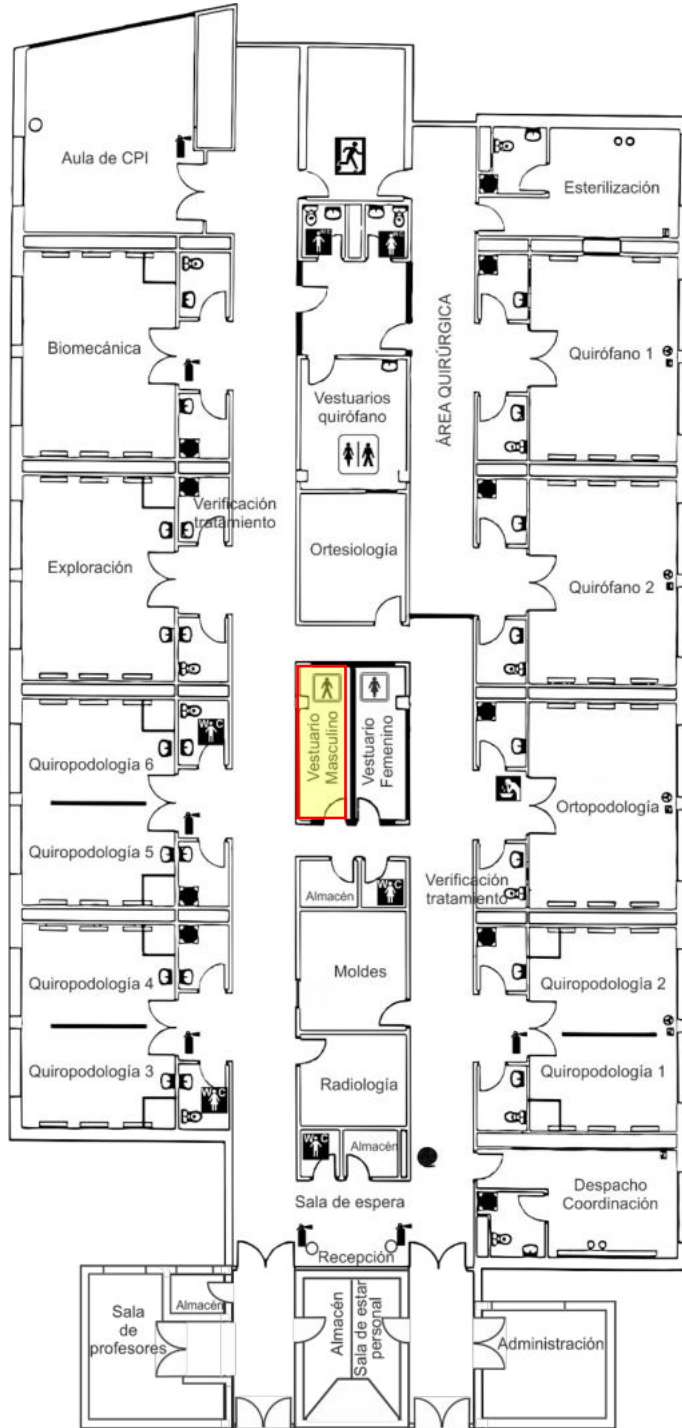 Aula de CPI
Esterilización
Biomecánica
ÁREA QUIRÚRGICA
Quirófano 1
Vestuarios
quirófano
Verificación
tratamiento
Exploración
Ortesiología
Quirófano 2
Vestuario
Masculino
Vestuario
Femenino
W C
Quiropodología 6
Quiropodología 5
Ortopodología
Almacén
W C
Verificación
tratamiento
Quiropodología 4
Moldes
Quiropodología 2
Quiropodología 3
Radiología
Quiropodología 1
W C
W C
Almacén
Sala de espera
Despacho
Coordinación
Recepción
Almacén
Sala
de
profesores
Almacén
Sala de estar
personal
Administración